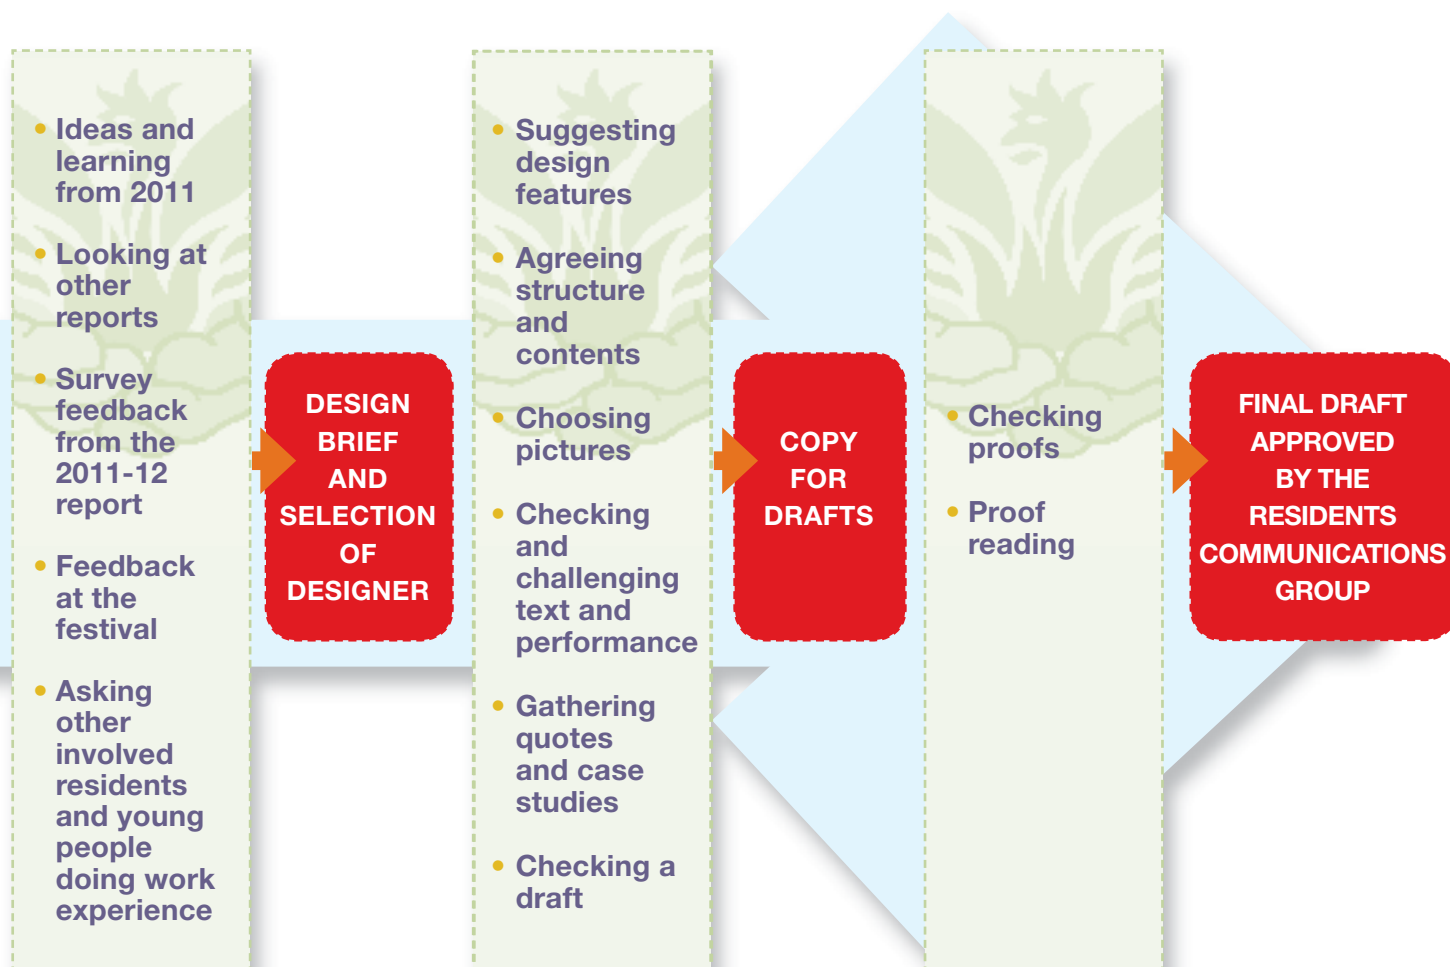 • Ideas and
learning
from 2011
• Looking at
other
reports
• Survey
feedback
from the
2011-12
report
• Feedback
at the
festival
• Asking
other
involved
residents
and young
people
doing work
experience
DESIGN
BRIEF
AND
SELECTION
OF
DESIGNER
• Suggesting
design
features
• Agreeing
structure
and
contents
• Choosing
pictures
• Checking
and
challenging
text and
performance
• Gathering
quotes
and case
studies
• Checking a
draft
COPY
FOR
DRAFTS
• Checking
proofs
• Proof
reading
FINAL DRAFT
APPROVED
BY THE
RESIDENTS
COMMUNICATIONS
GROUP